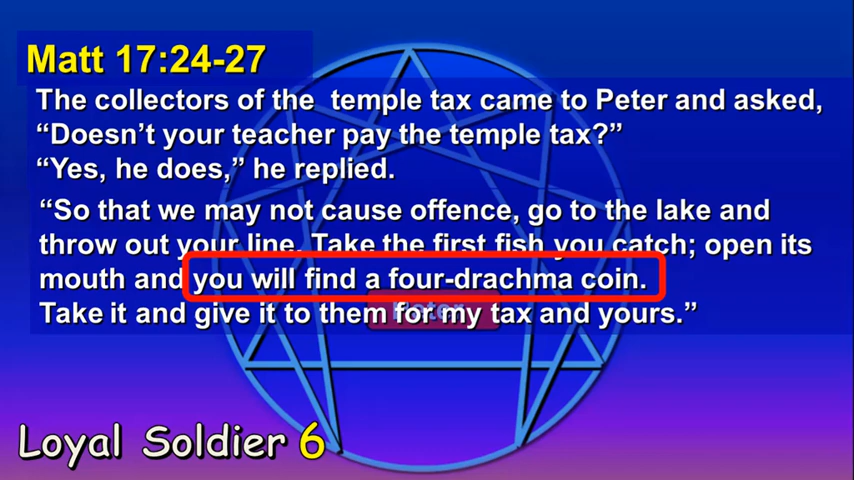 Matt 17:24-27
The collectors of the temple tax came to Peter and asked,
“Doesn’t your teacher pay the temple tax?”
“Yes, he does,” he replied.
“So that we may not cause offence, go to the lake and
throw out your line. Take the first fish you catch; open its
mouth and you will find a four-drachma coin.
Take it and give it to them for my tax and yours.”
Loyal Soldier 6